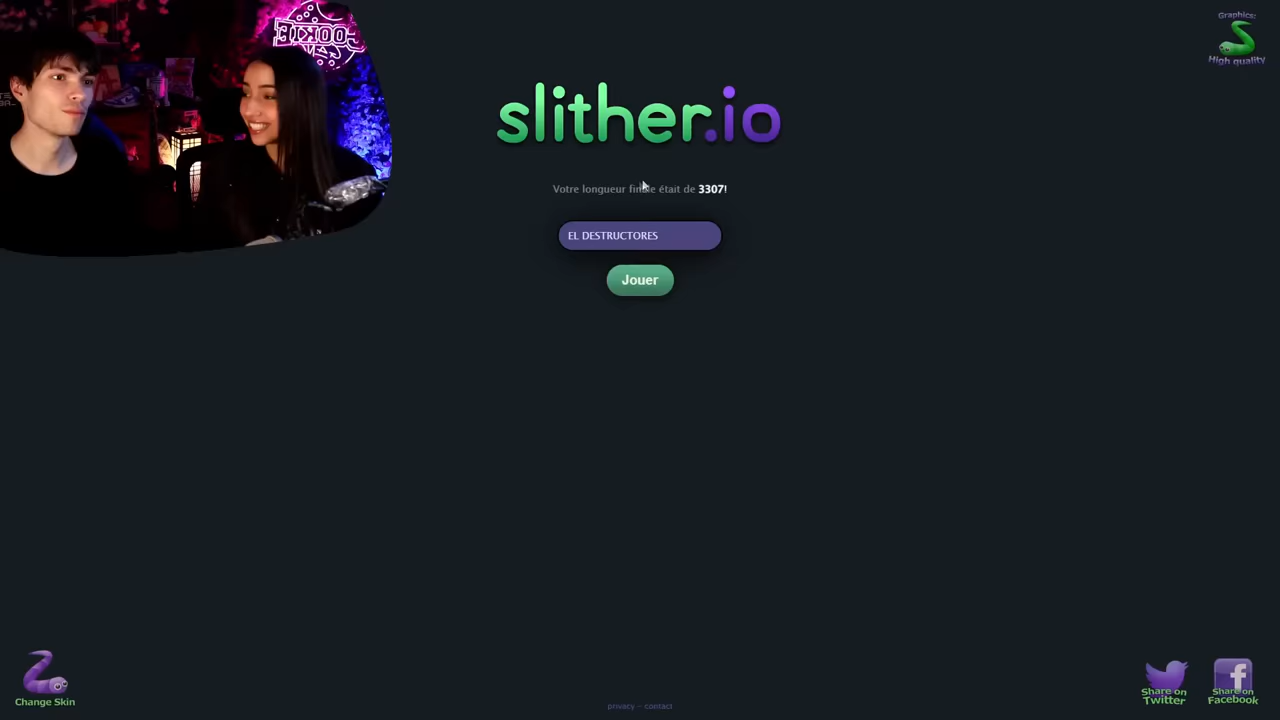 COOKIE
Graphics:
High quality
slither.io
Votre longueur finale était de 3307!
EL DESTRUCTORES
Jouer
Change Skin
privacy - contact
Share on
Twitter
Share on
Facebook